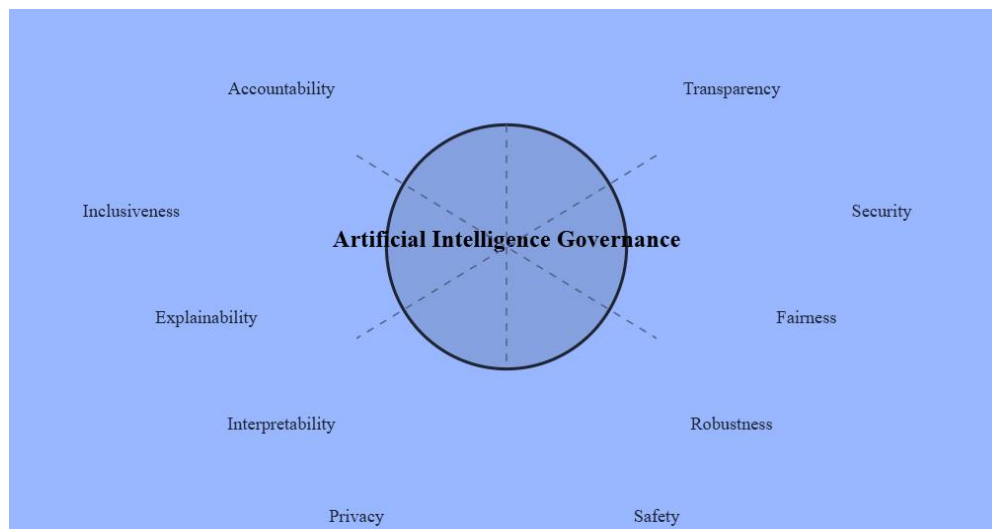 Accountability
Transparency
Inclusiveness
Security
Artificial Intelligence Governance
Explainability
Fairness
Interpretability
Robustness
Privacy
Safety